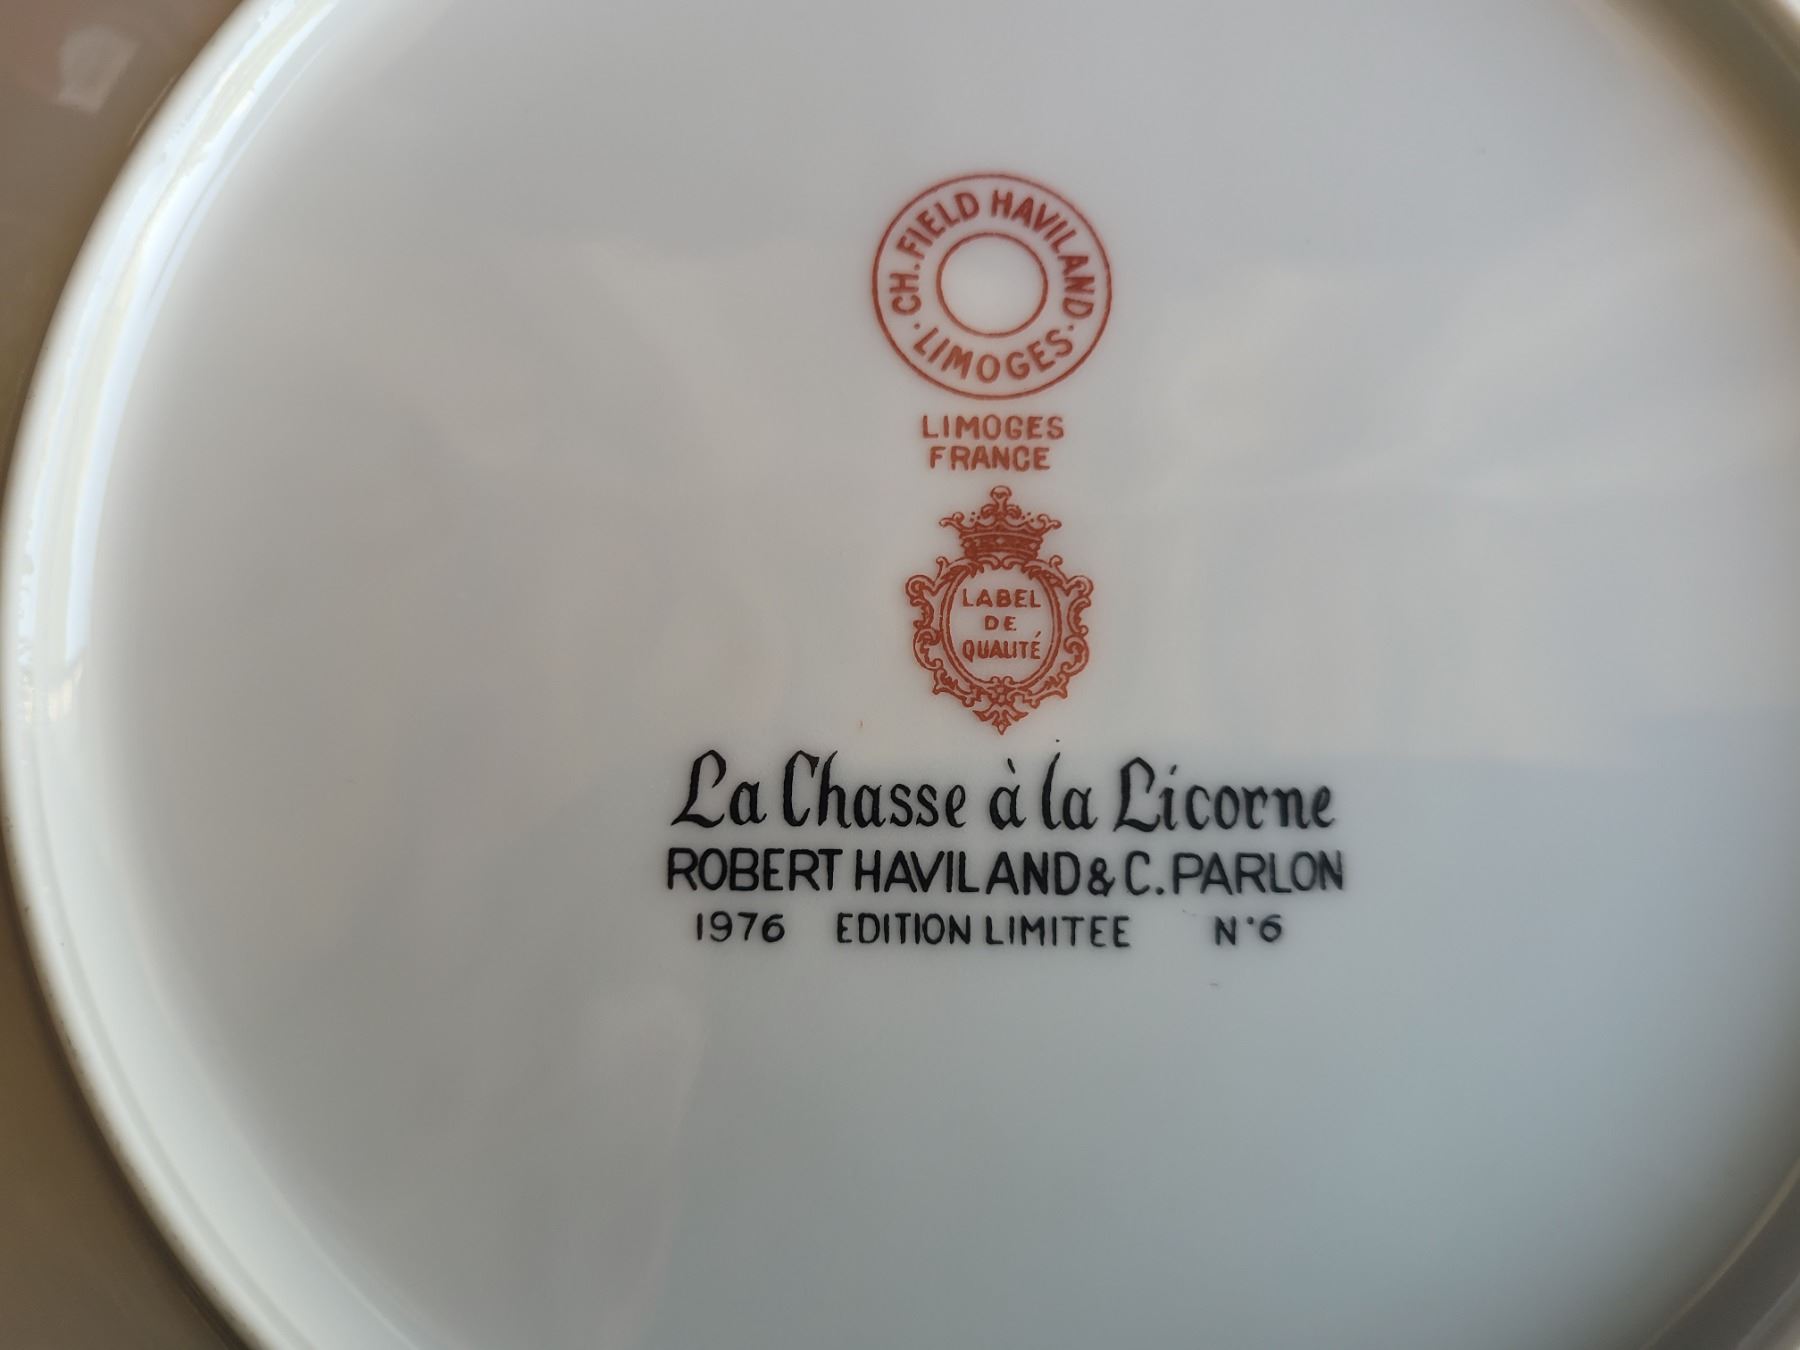 CH. FIELD HAVILAND
· LIMOGES ·
LIMOGES
FRANCE
LABEL
DE
QUALITÉ
La Chasse à la Licorne
ROBERT HAVILAND & C. PARLON
1976 EDITION LIMITEE N°6